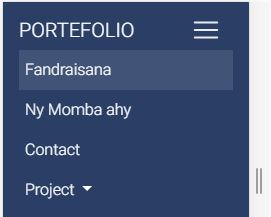 PORTEFOLIO
Fandraisana
Ny Momba ahy
Contact
Project